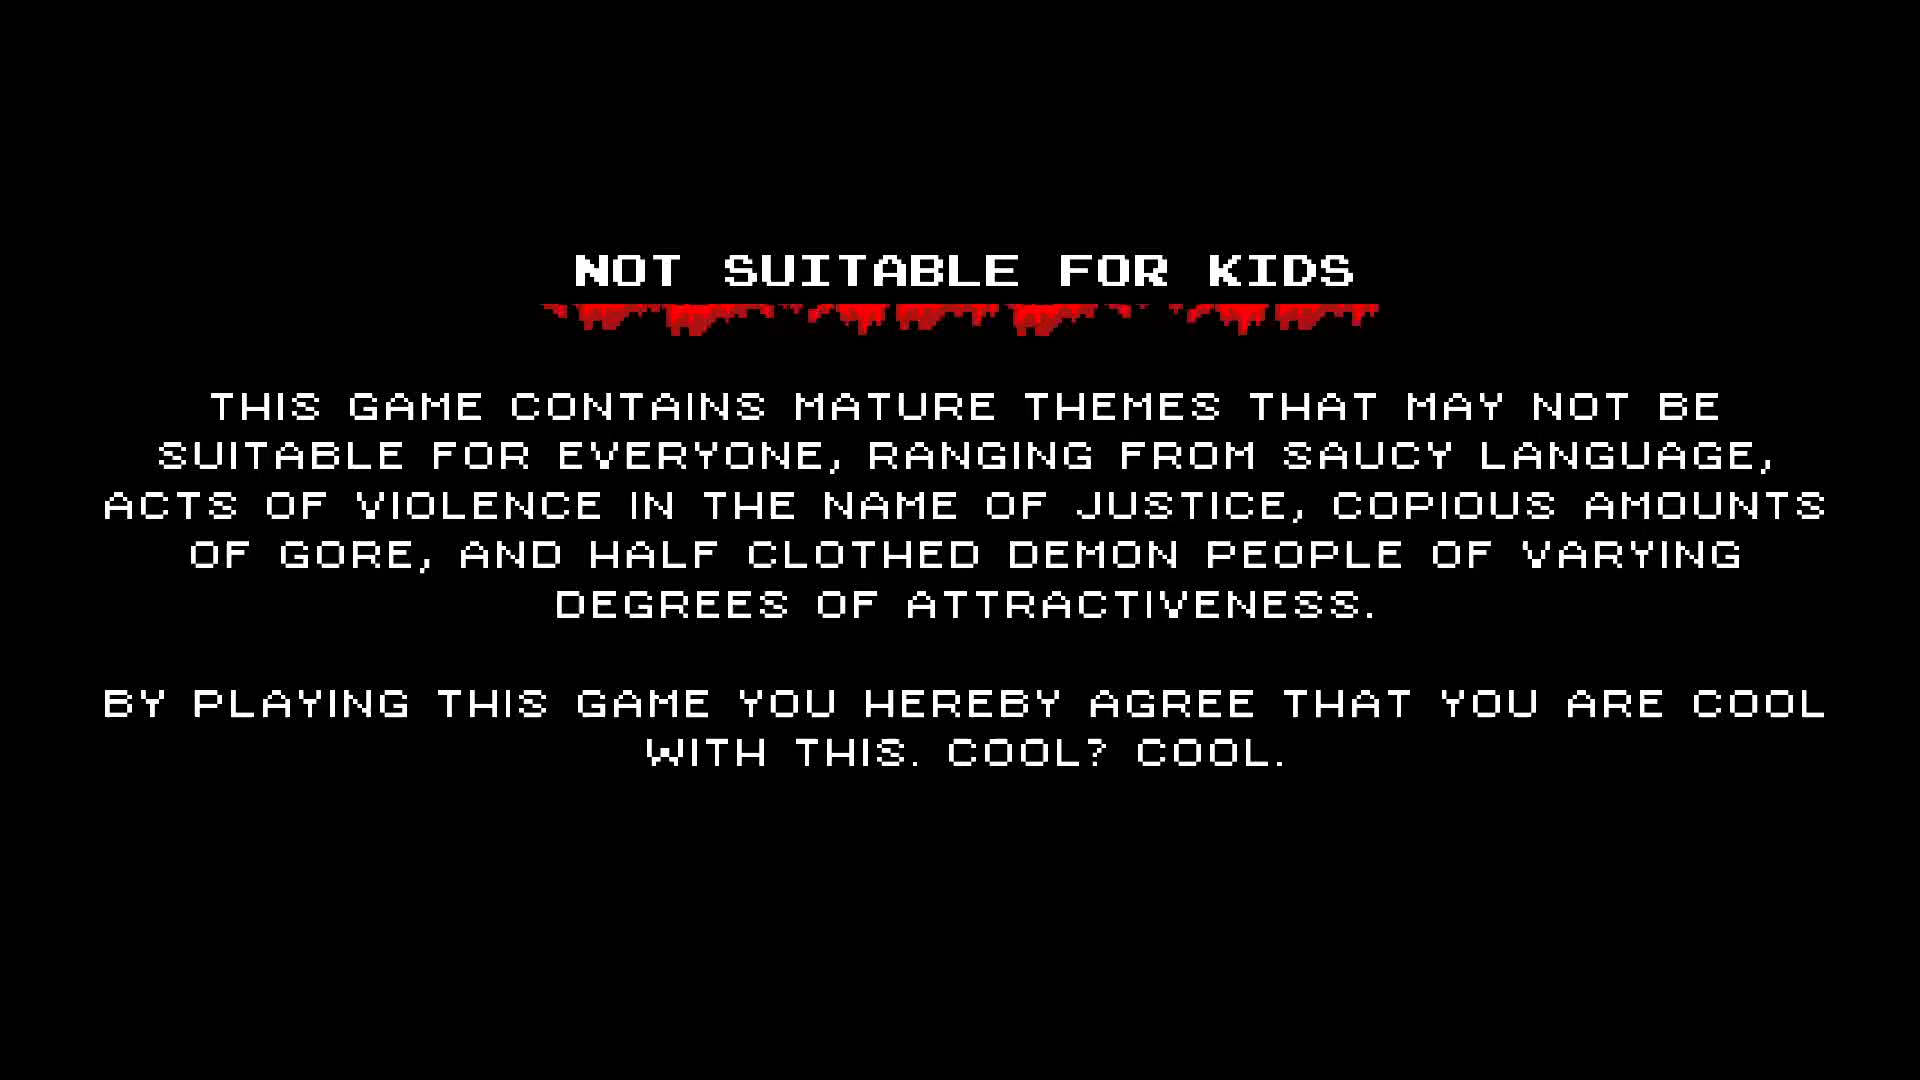 NOT SUITABLE FOR KIDS
THIS GAME CONTAINS MATURE THEMES THAT MAY NOT BE
SUITABLE FOR EVERYONE, RANGING FROM SAUCY LANGUAGE,
ACTS OF VIOLENCE IN THE NAME OF JUSTICE, COPIOUS AMOUNTS
OF GORE, AND HALF CLOTHED DEMON PEOPLE OF VARYING
DEGREES OF ATTRACTIVENESS.
BY PLAYING THIS GAME YOU HEREBY AGREE THAT YOU ARE COOL
WITH THIS. COOL? COOL.